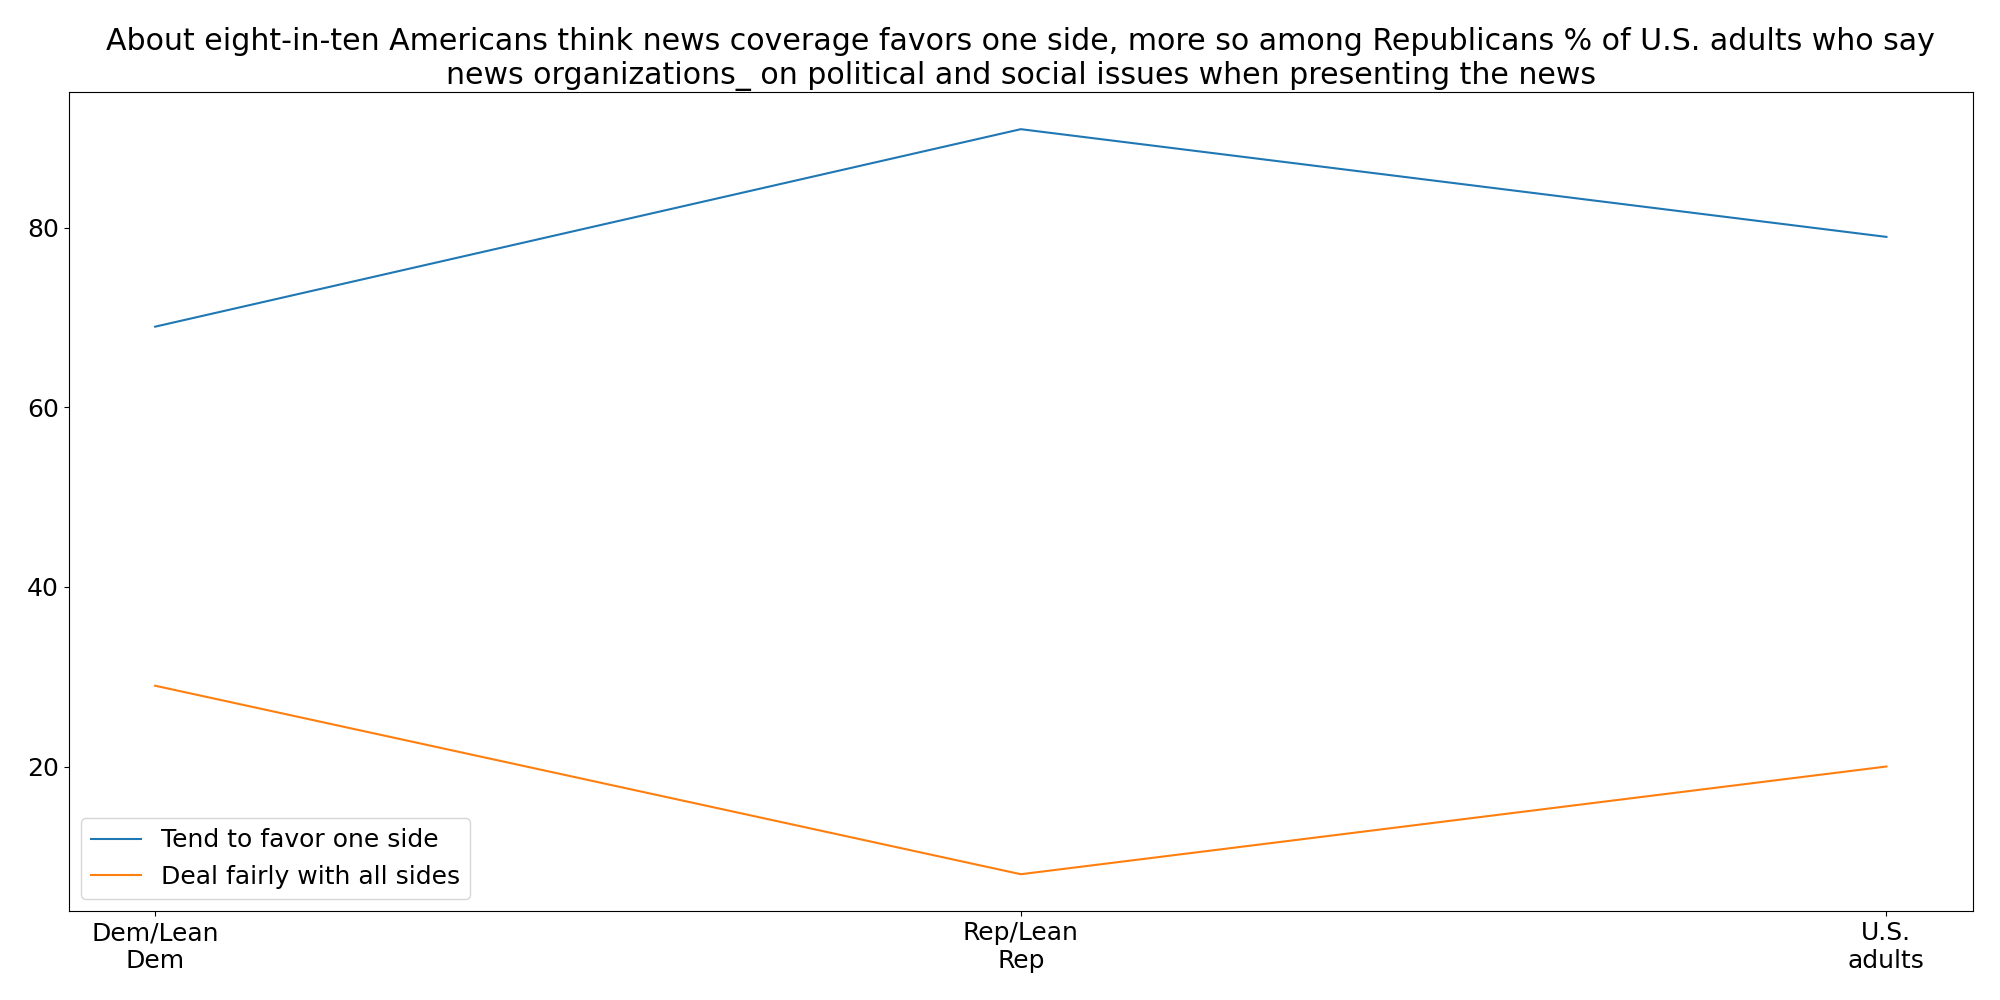 About eight-in-ten Americans think news coverage favors one side, more so among Republicans % of U.S. adults who say
news organizations_ on political and social issues when presenting the news
80
60
40
20
Tend to favor one side
Deal fairly with all sides
Dem/Lean
Dem
Rep/Lean
Rep
U.S.
adults